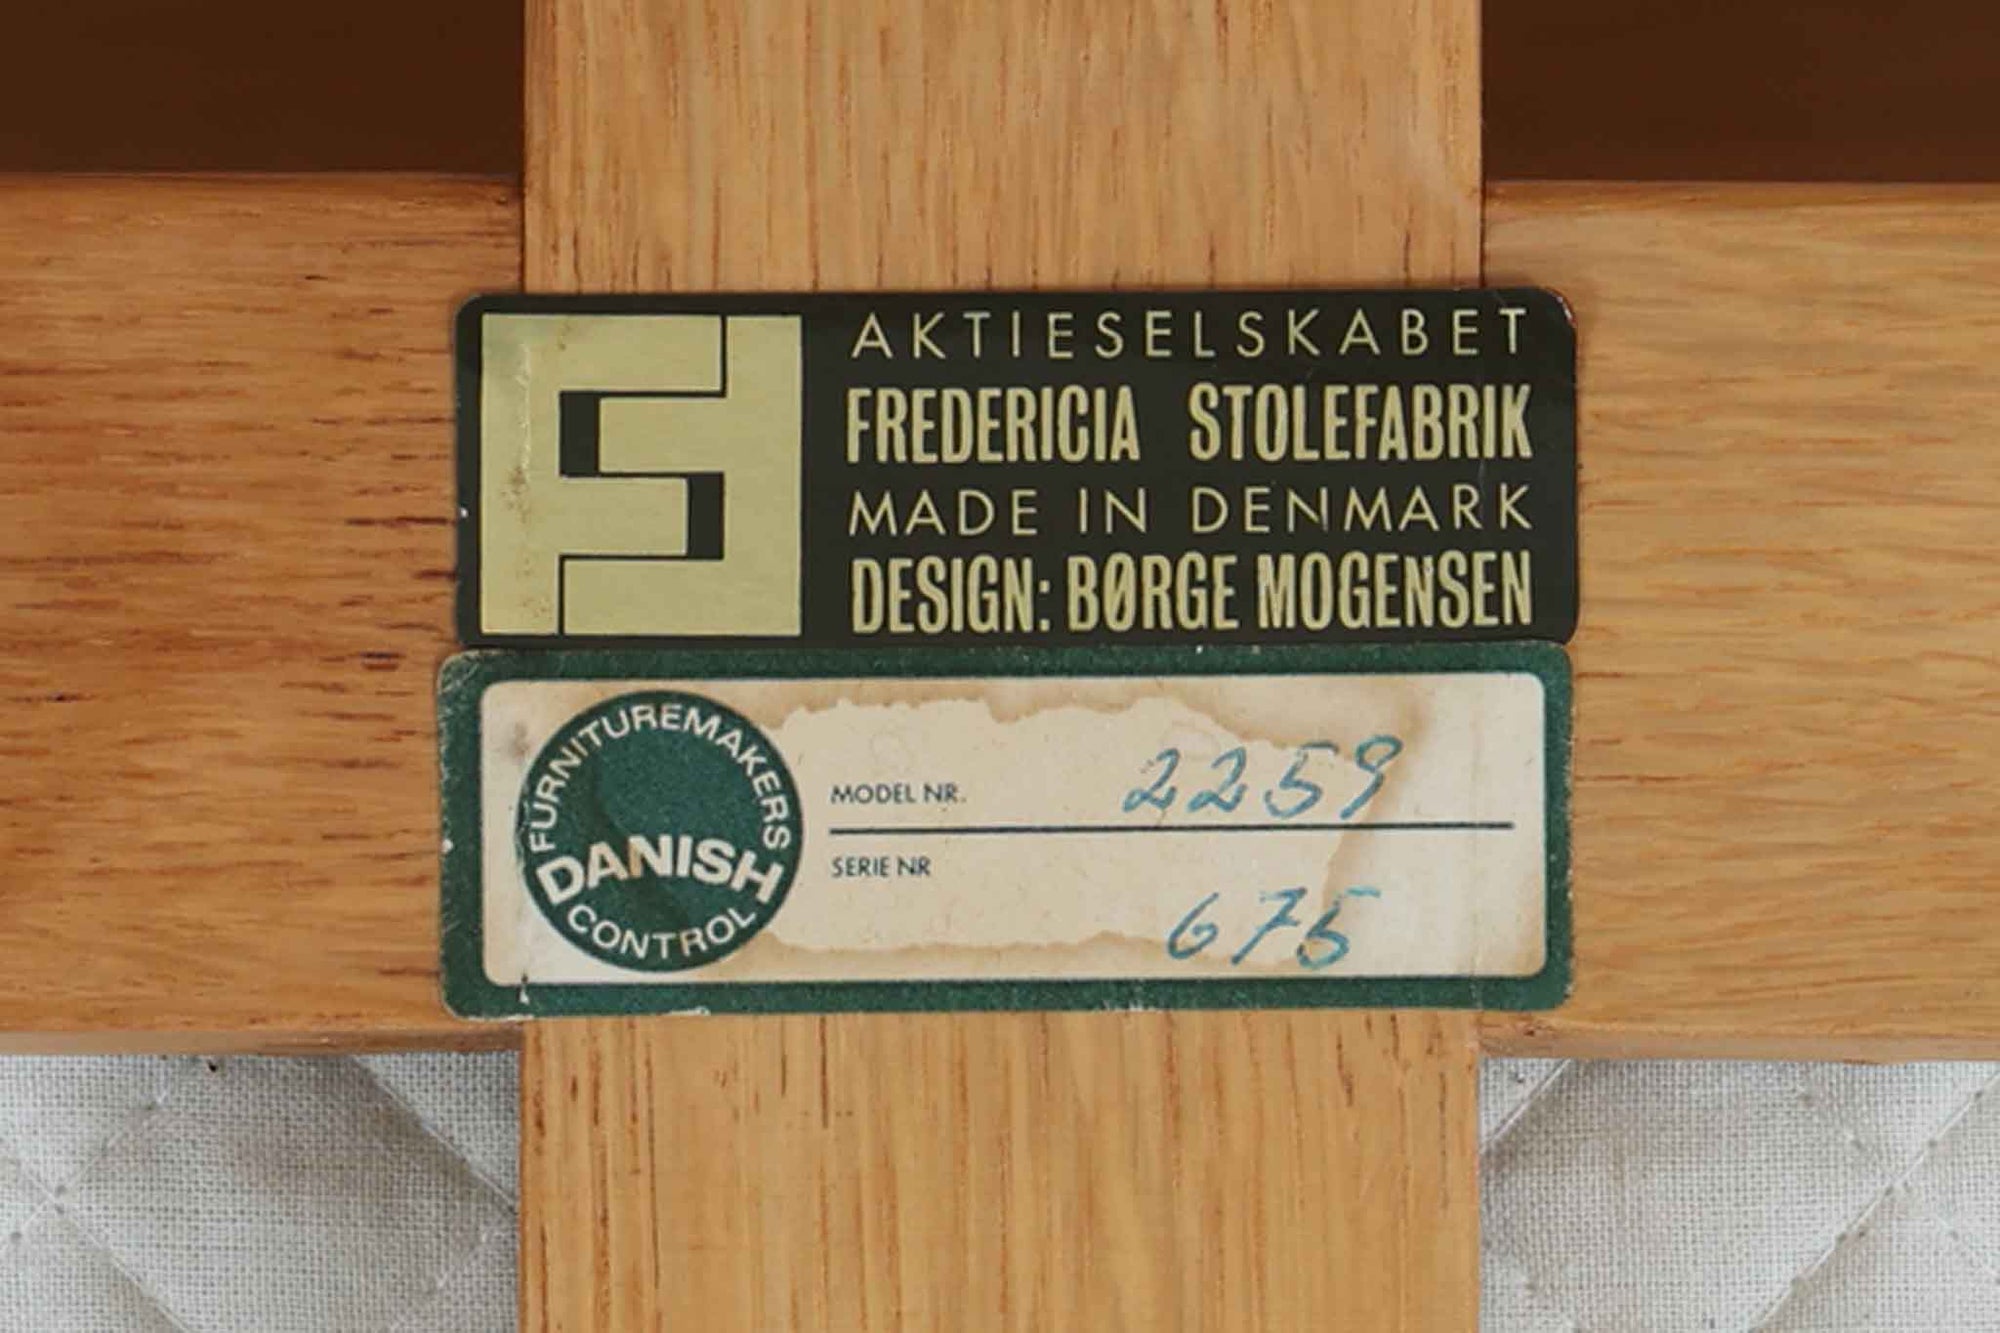 AKTIESELSKABET
FREDERICIA STOLEFABRIK
MADE IN DENMARK
DESIGN: BØRGE MOGENSEN
FURNITUREMAKERS
DANISH
CONTROL
MODEL NR. 2259
SERIE NR 675